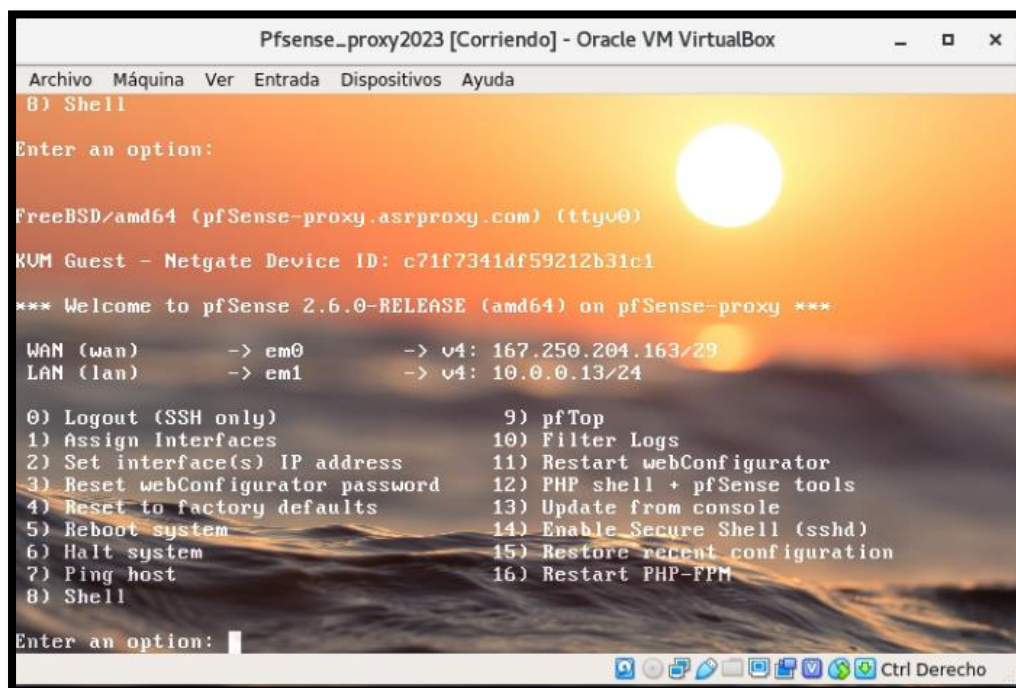 Pfsense_proxy2023 [Corriendo] - Oracle VM VirtualBox
Archivo Máquina Ver Entrada Dispositivos Ayuda
8) Shell
Enter an option:
FreeBSD/amd64 (pfSense-proxy.asrproxy.com) (ttyv0)
KVM Guest - Netgate Device ID: c71f7341df59212b31c1
*** Welcome to pfSense 2.6.0-RELEASE (amd64) on pfSense-proxy ***
WAN (wan) -> em0 -> v4: 167.250.204.163/29
LAN (lan) -> em1 -> v4: 10.0.0.13/24
0) Logout (SSH only) 9) pfTop
1) Assign Interfaces 10) Filter Logs
2) Set interface(s) IP address 11) Restart webConfigurator
3) Reset webConfigurator password 12) PHP shell + pfSense tools
4) Reset to factory defaults 13) Update from console
5) Reboot system 14) Enable Secure Shell (sshd)
6) Halt system 15) Restore recent configuration
7) Ping host 16) Restart PHP-FPM
8) Shell
Enter an option:
Ctrl Derecho